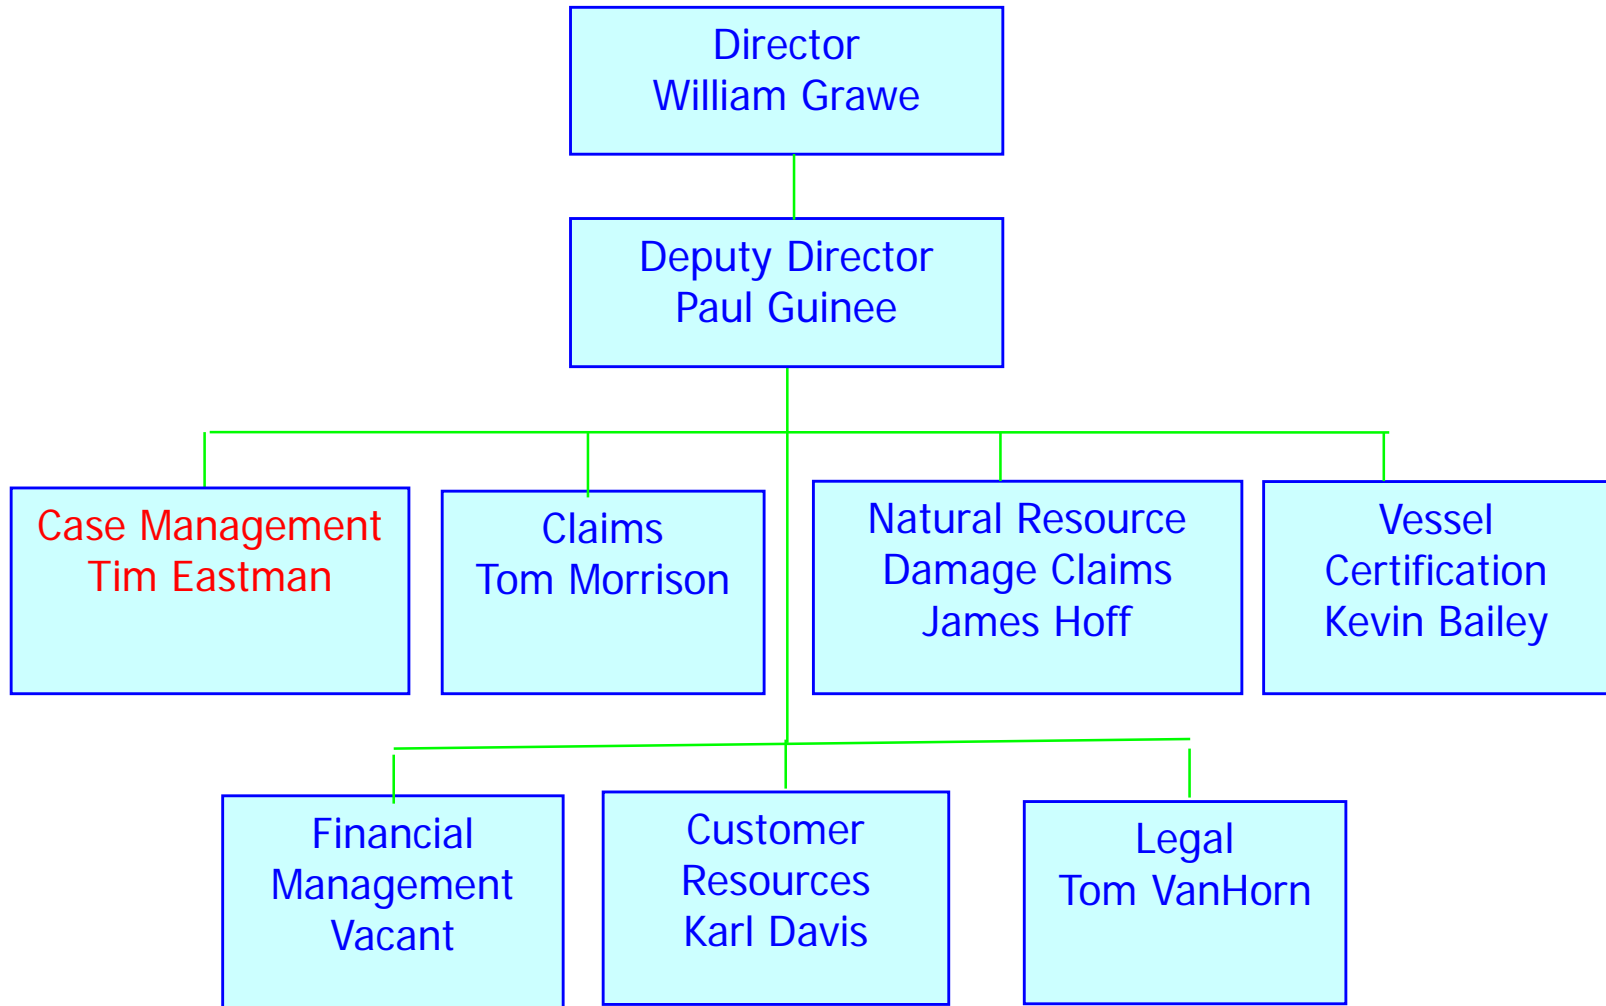 Director
William Grawe
Deputy Director
Paul Guinee
Case Management
Tim Eastman
Claims
Tom Morrison
Natural Resource
Damage Claims
James Hoff
Vessel
Certification
Kevin Bailey
Financial
Management
Vacant
Customer
Resources
Karl Davis
Legal
Tom VanHorn